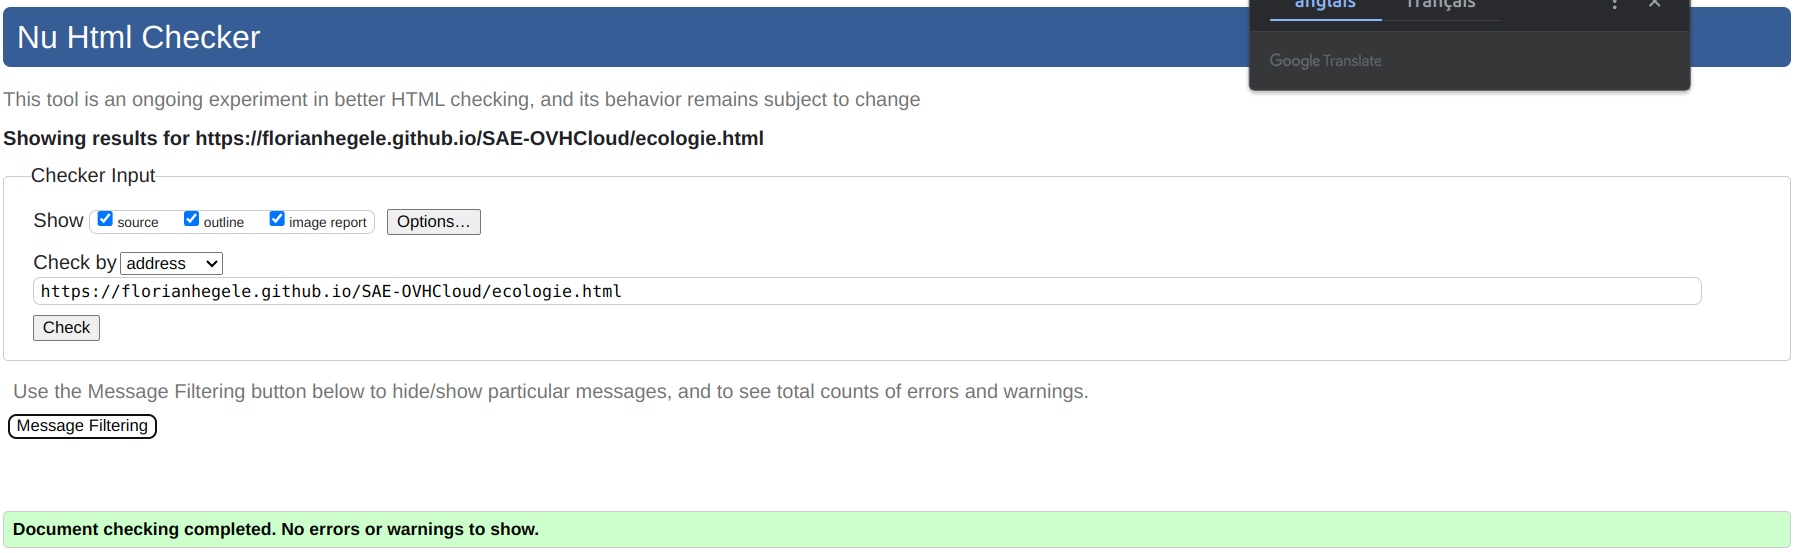 anglais français
Nu Html Checker
Google Translate
This tool is an ongoing experiment in better HTML checking, and its behavior remains subject to change
Showing results for https://florianhegele.github.io/SAE-OVHCloud/ecologie.html
Checker Input
Show source outline image report Options…
Check by address
https://florianhegele.github.io/SAE-OVHCloud/ecologie.html
Check
Use the Message Filtering button below to hide/show particular messages, and to see total counts of errors and warnings.
Message Filtering
Document checking completed. No errors or warnings to show.